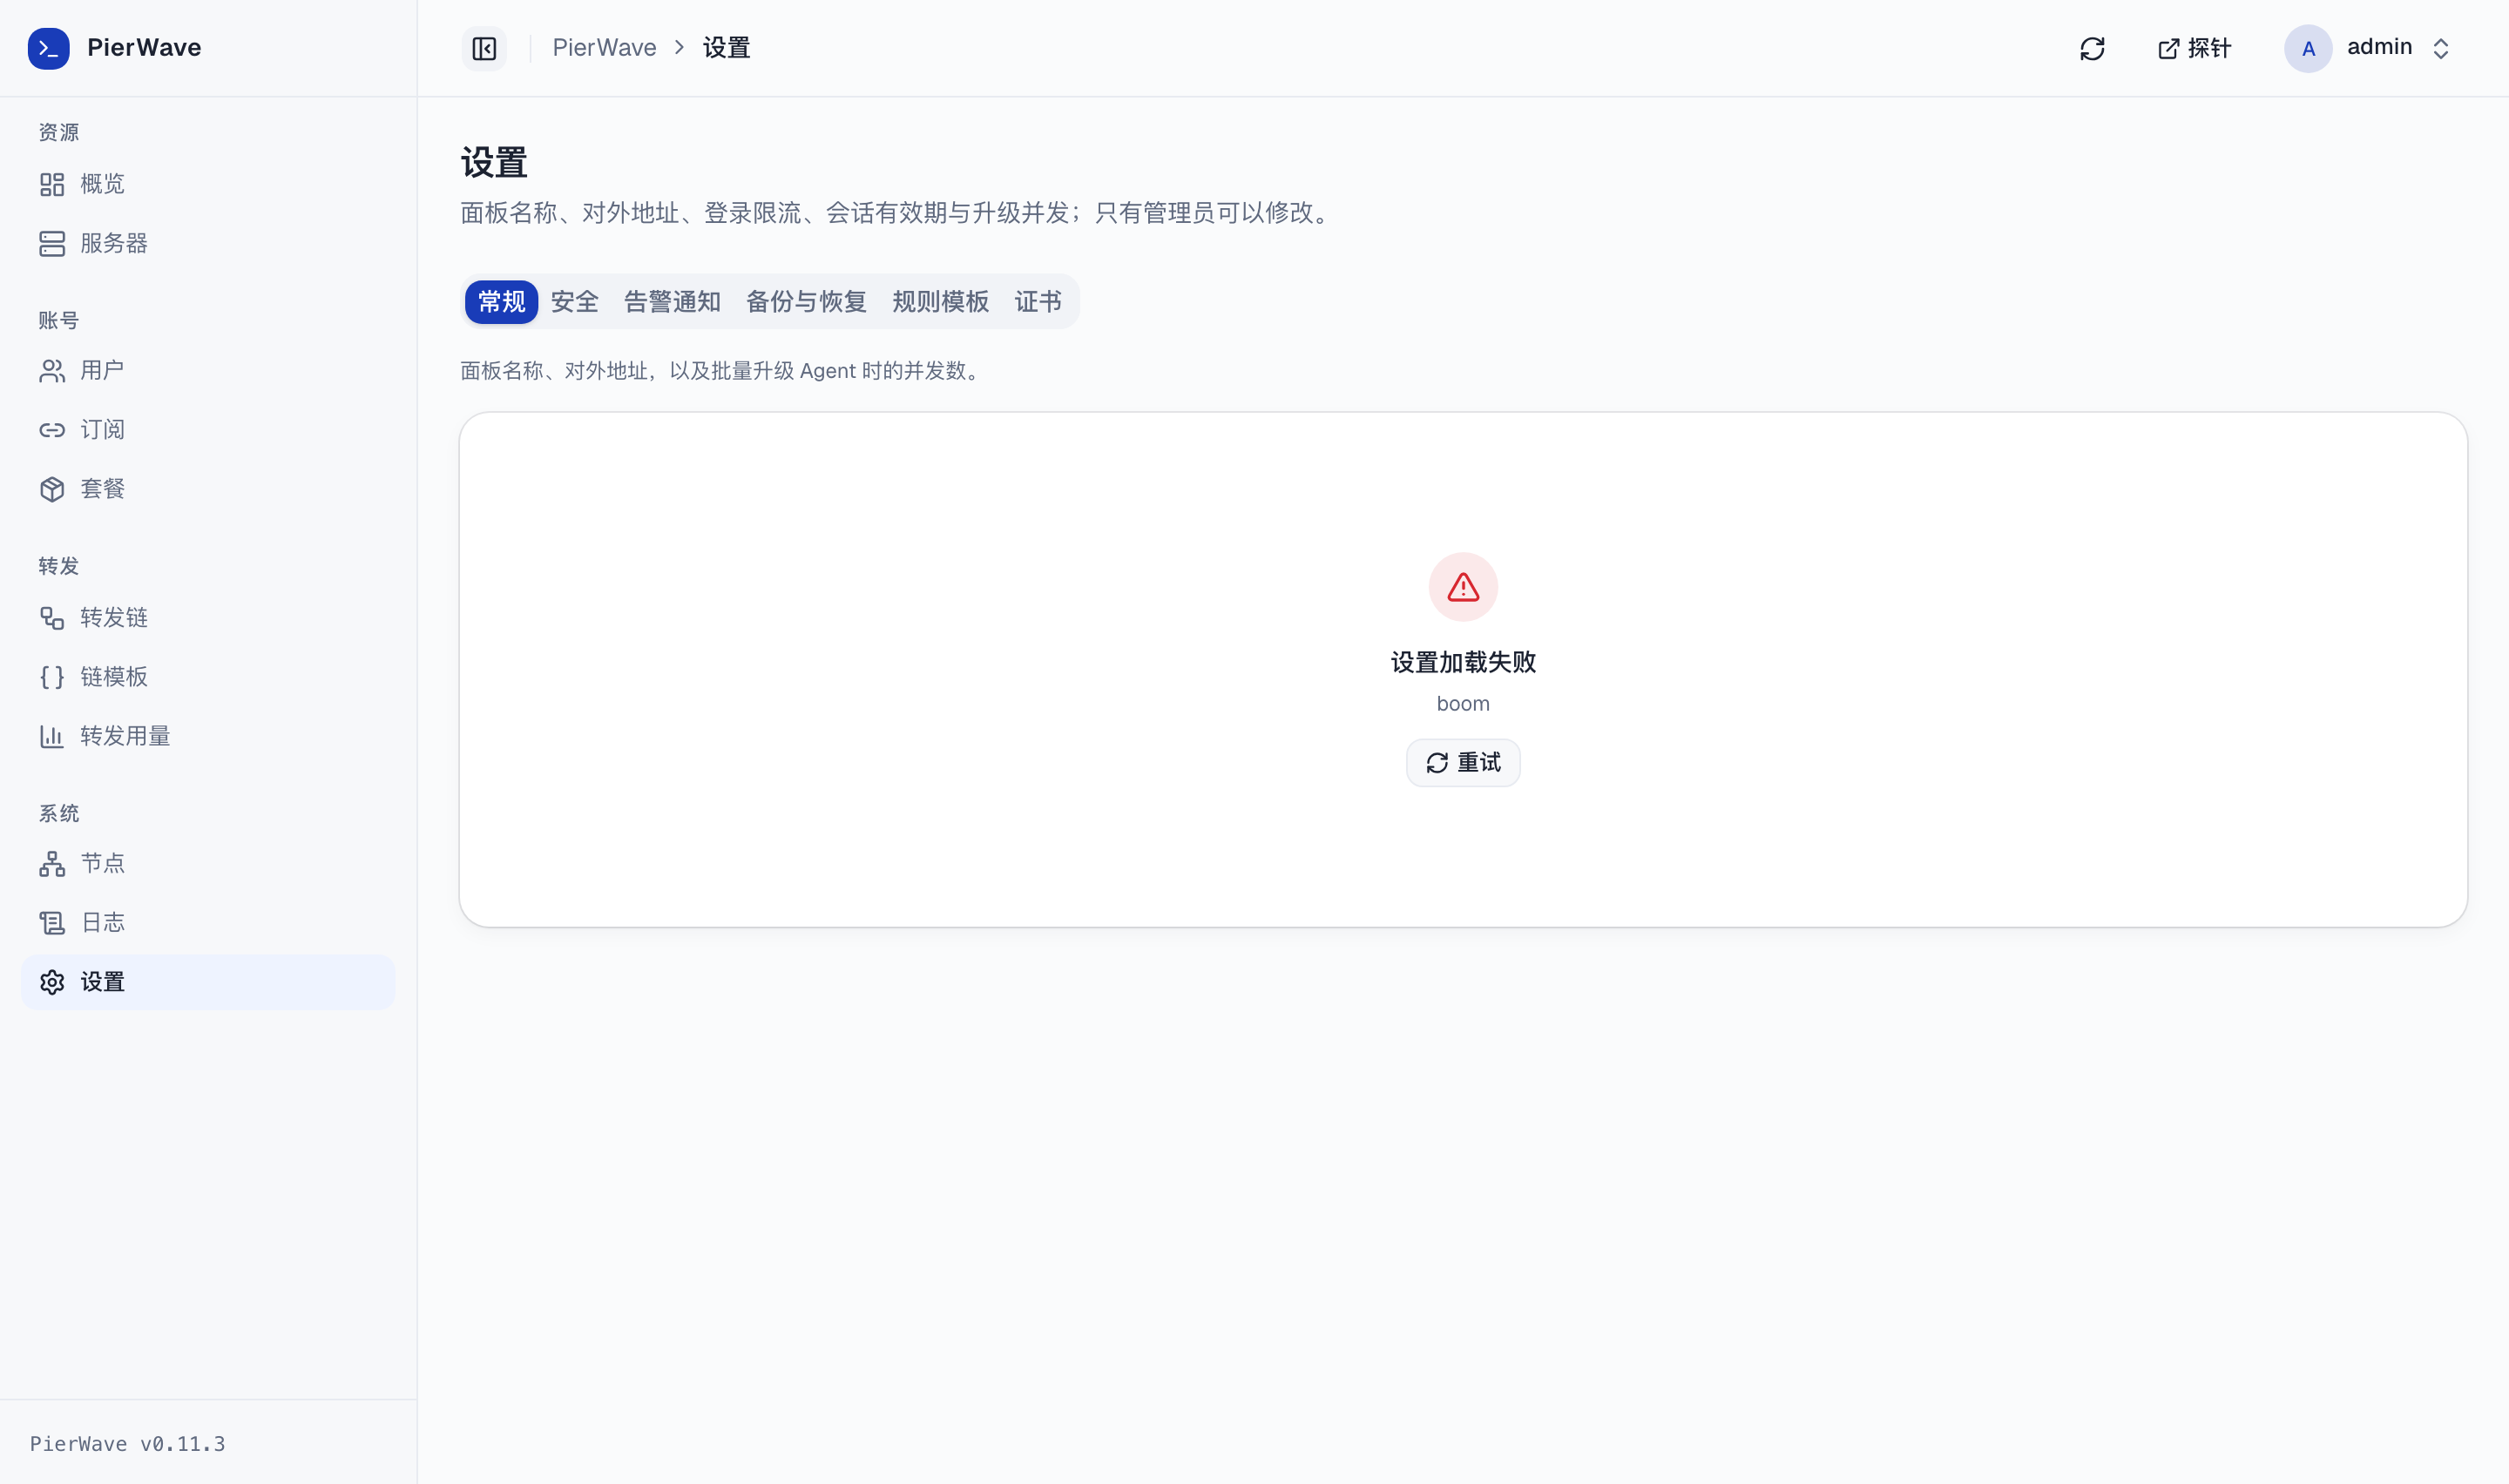 PierWave
PierWave 设置
探针
A admin
资源
概览
服务器
账号
用户
订阅
套餐
转发
转发链
链模板
转发用量
系统
节点
日志
设置
PierWave v0.11.3
设置
面板名称、对外地址、登录限流、会话有效期与升级并发；只有管理员可以修改。
常规 安全 告警通知 备份与恢复 规则模板 证书
面板名称、对外地址，以及批量升级 Agent 时的并发数。
设置加载失败
boom
重试